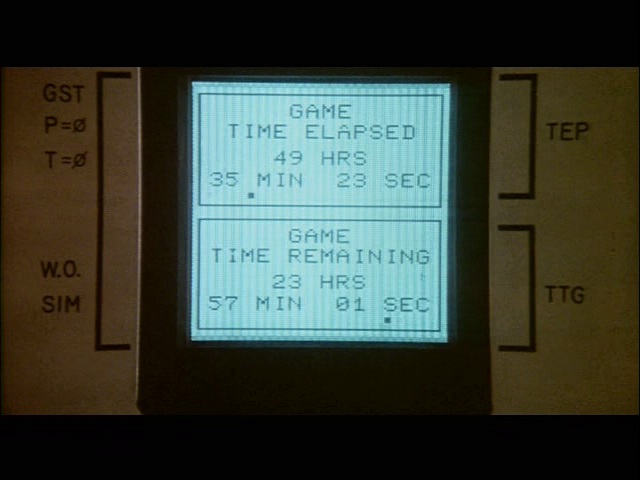 GST
P=Ø
T=Ø
W.O.
SIM
GAME
TIME ELAPSED
49 HRS
35 MIN 23 SEC
GAME
TIME REMAINING
23 HRS
57 MIN 01 SEC
TEP
TTG